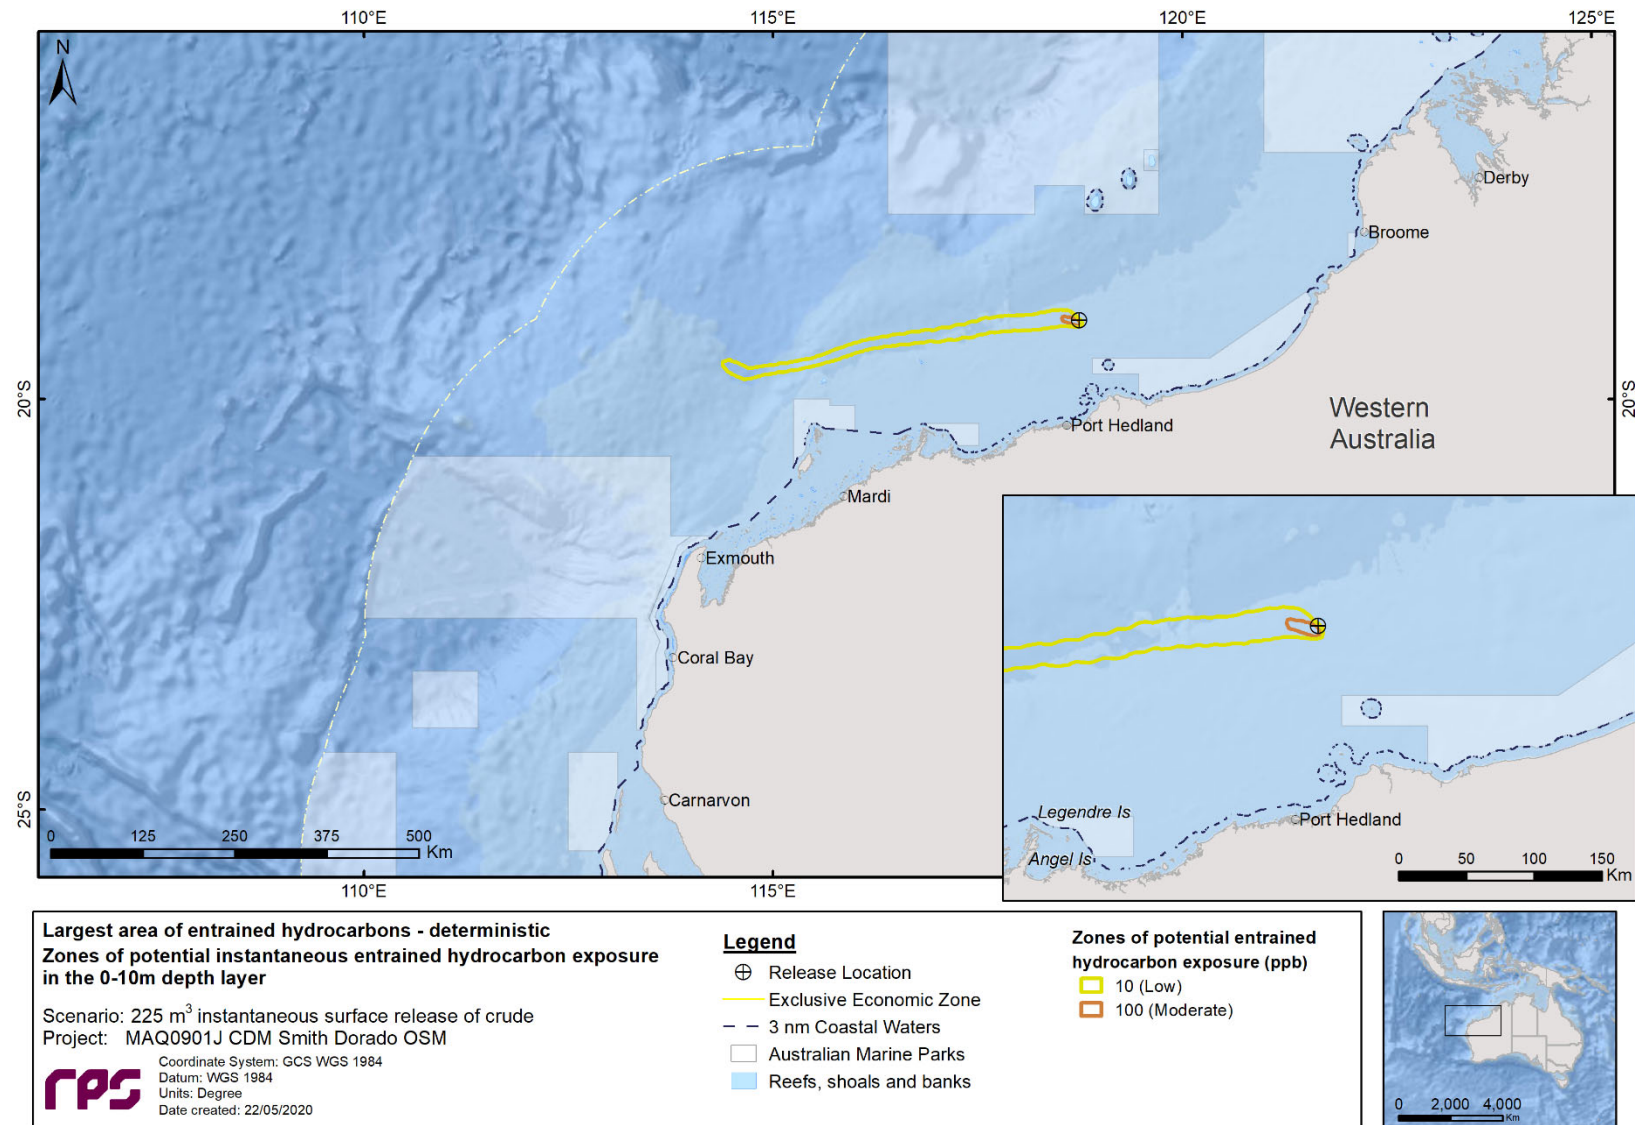 110°E
115°E
120°E
125°E
N
Derby
Broome
20°S
20°S
Western
Australia
Port Hedland
Mardi
Exmouth
Coral Bay
Carnarvon
25°S
0 125 250 375 500
Km
Legendre Is
Angel Is
Port Hedland
0 50 100 150
Km
110°E
115°E
Largest area of entrained hydrocarbons - deterministic
Zones of potential instantaneous entrained hydrocarbon exposure
in the 0-10m depth layer
Scenario: 225 m³ instantaneous surface release of crude
Project: MAQ0901J CDM Smith Dorado OSM
rps
Coordinate System: GCS WGS 1984
Datum: WGS 1984
Units: Degree
Date created: 22/05/2020
Legend
Release Location
Exclusive Economic Zone
3 nm Coastal Waters
Australian Marine Parks
Reefs, shoals and banks
Zones of potential entrained
hydrocarbon exposure (ppb)
10 (Low)
100 (Moderate)
0 2,000 4,000
Km